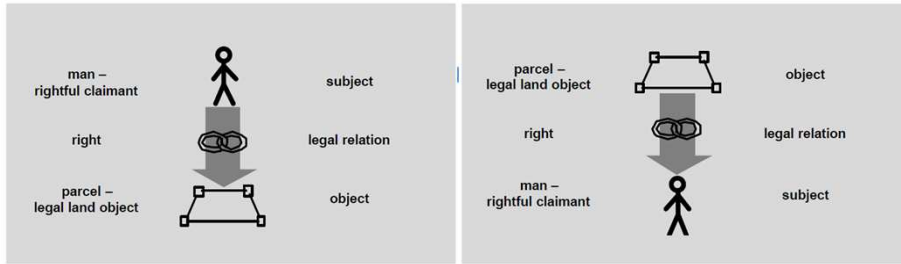 man –
rightful claimant
subject
right
legal relation
parcel –
legal land object
object
parcel –
legal land object
object
right
legal relation
man –
rightful claimant
subject